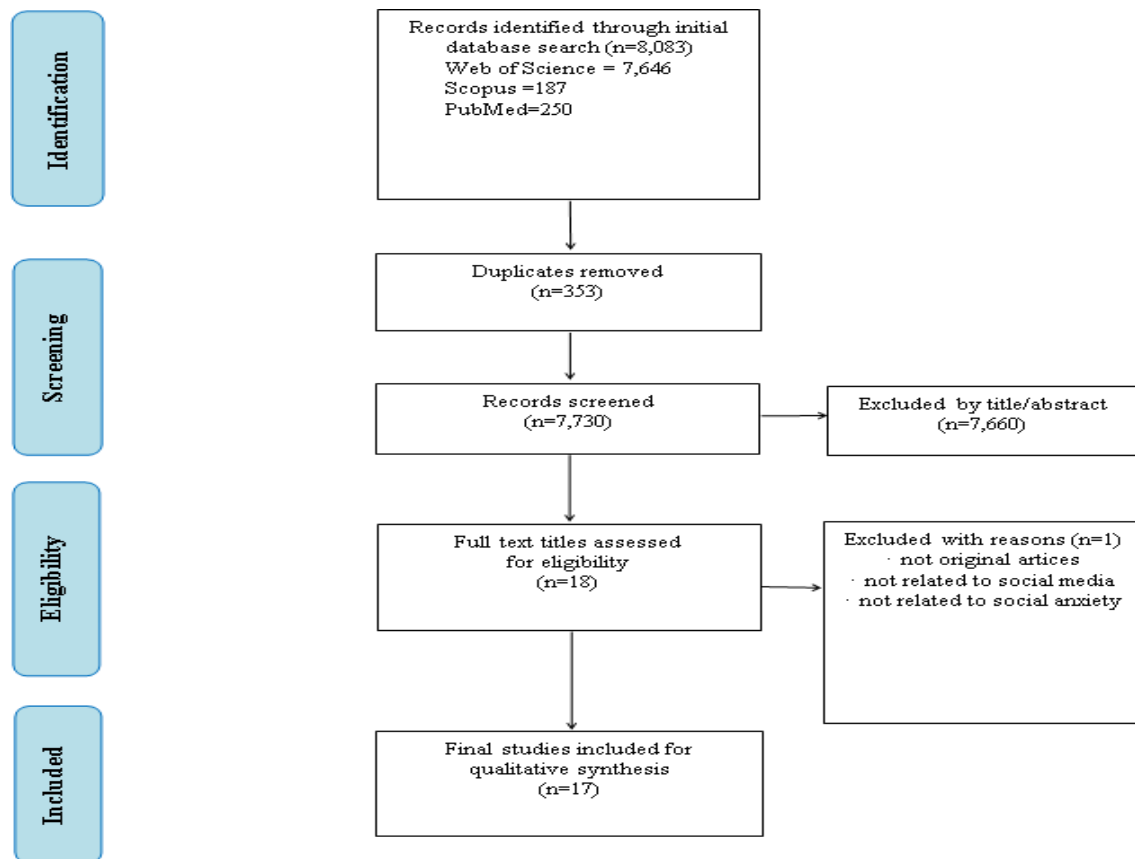 Identification
Records identified through initial
database search (n=8,083)
Web of Science = 7,646
Scopus =187
PubMed=250
Screening
Duplicates removed
(n=353)
Records screened
(n=7,730)
Excluded by title/abstract
(n=7,660)
Eligibility
Full text titles assessed
for eligibility
(n=18)
Excluded with reasons (n=1)
· not original artices
· not related to social media
· not related to social anxiety
Included
Final studies included for
qualitative synthesis
(n=17)